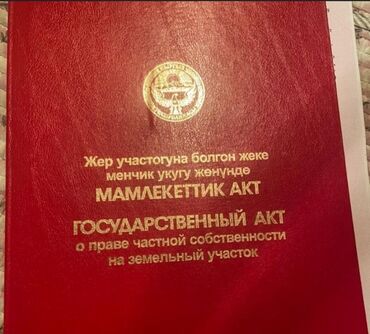 Жер участогуна болгон жеке
менчик укугу жөнүндө
МАМЛЕКЕТТИК АКТ
ГОСУДАРСТВЕННЫЙ АКТ
о праве частной собственности
на земельный участок